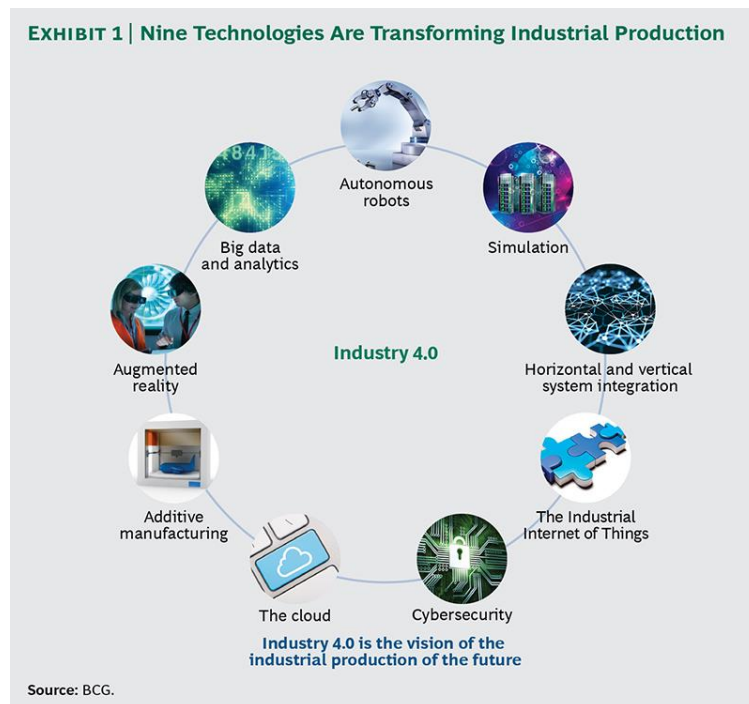 EXHIBIT 1 | Nine Technologies Are Transforming Industrial Production
Autonomous
robots
Simulation
Horizontal and vertical
system integration
The Industrial
Internet of Things
Cybersecurity
The cloud
Additive
manufacturing
Augmented
reality
Big data
and analytics
Industry 4.0
Industry 4.0 is the vision of the
industrial production of the future
Source: BCG.